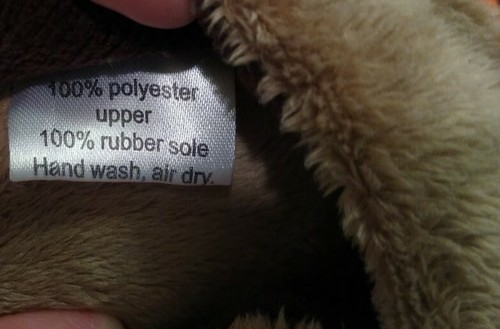 100% polyester
upper
100% rubber sole
Hand wash, air dry.